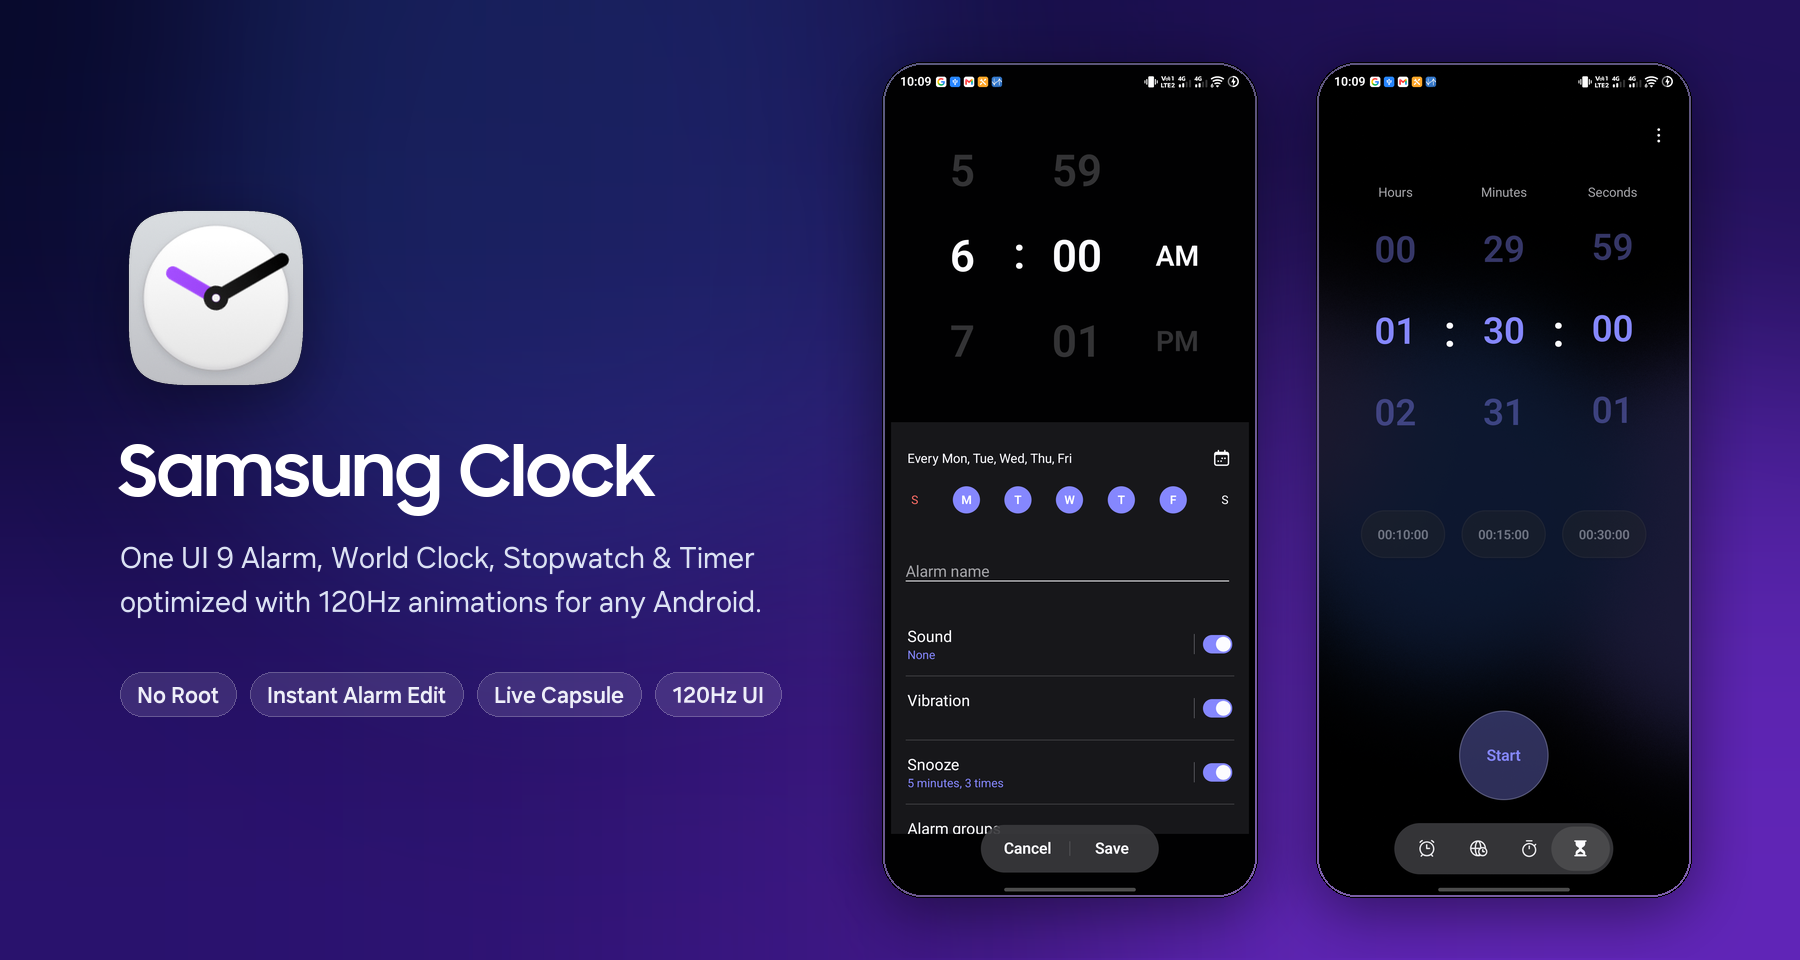 Samsung Clock
One UI 9 Alarm, World Clock, Stopwatch & Timer
optimized with 120Hz animations for any Android.
No Root
Instant Alarm Edit
Live Capsule
120Hz UI
10:09
5 59
6 : 00 AM
7 01 PM
Every Mon, Tue, Wed, Thu, Fri
S M T W T F S
Alarm name
Sound
None
Vibration
Snooze
5 minutes, 3 times
Alarm groups
Cancel
Save
10:09
Hours Minutes Seconds
00 29 59
01 : 30 : 00
02 31 01
00:10:00 00:15:00 00:30:00
Start